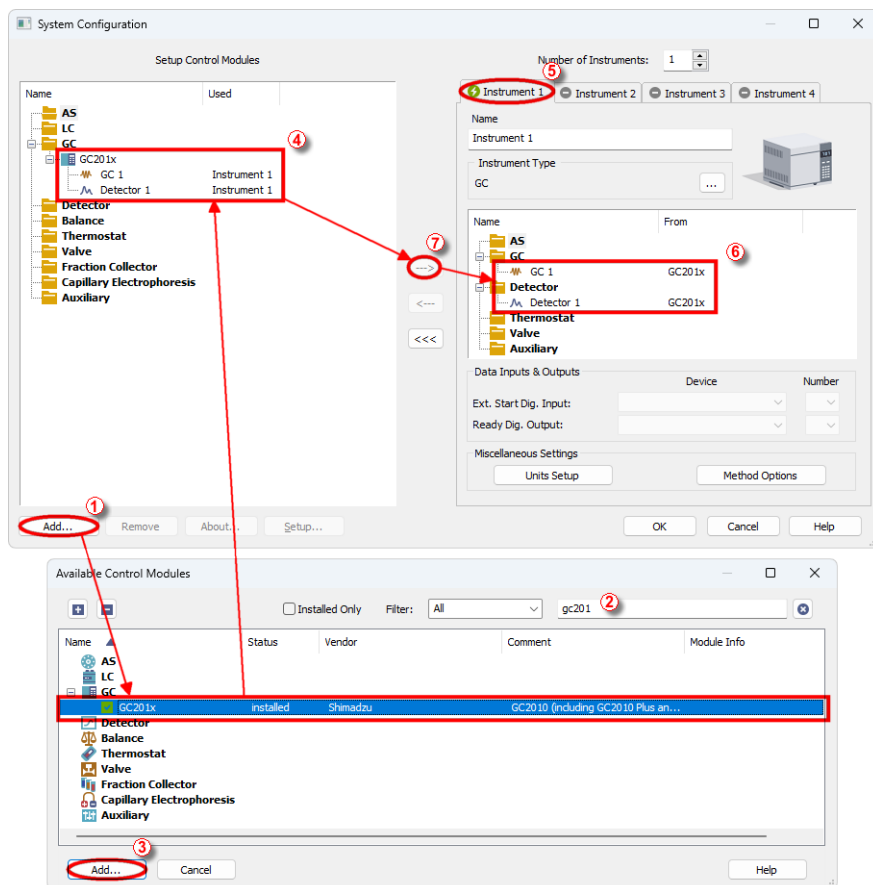 System Configuration
Setup Control Modules
Number of Instruments: 1
Name Used
AS
LC
GC
GC201x
GC 1 Instrument 1
Detector 1 Instrument 1
Detector
Balance
Thermostat
Valve
Fraction Collector
Capillary Electrophoresis
Auxiliary
④
① Add... Remove About... Setup...
⑦
--->
<---
<<<
⑤
Instrument 1 Instrument 2 Instrument 3 Instrument 4
Name
Instrument 1
Instrument Type
GC ...
Name From
AS
GC
GC 1 GC201x
Detector
Detector 1 GC201x
Thermostat
Valve
Auxiliary
⑥
Data Inputs & Outputs
Device Number
Ext. Start Dig. Input:
Ready Dig. Output:
Miscellaneous Settings
Units Setup Method Options
OK Cancel Help
Available Control Modules
Installed Only Filter: All gc201 ②
Name Status Vendor Comment Module Info
AS
LC
GC
GC201x installed Shimadzu GC2010 (including GC2010 Plus an...
Detector
Balance
Thermostat
Valve
Fraction Collector
Capillary Electrophoresis
Auxiliary
③
Add... Cancel Help